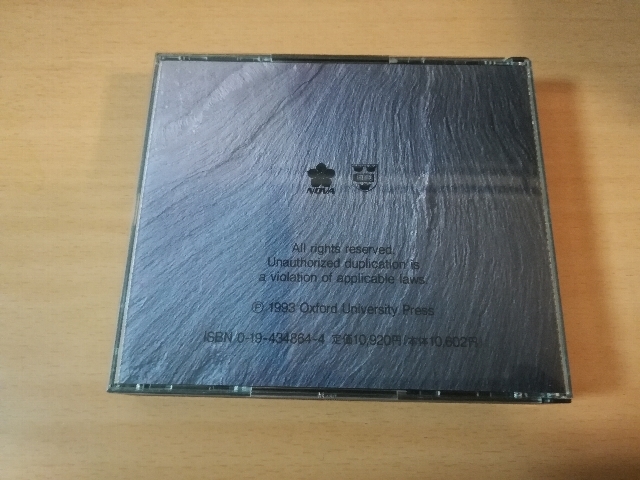 NOVA
All rights reserved.
Unauthorized duplication is
a violation of applicable laws.
Ⓟ 1993 Oxford University Press
ISBN 0-19-434864-4 定価10,920円/本体10,602円